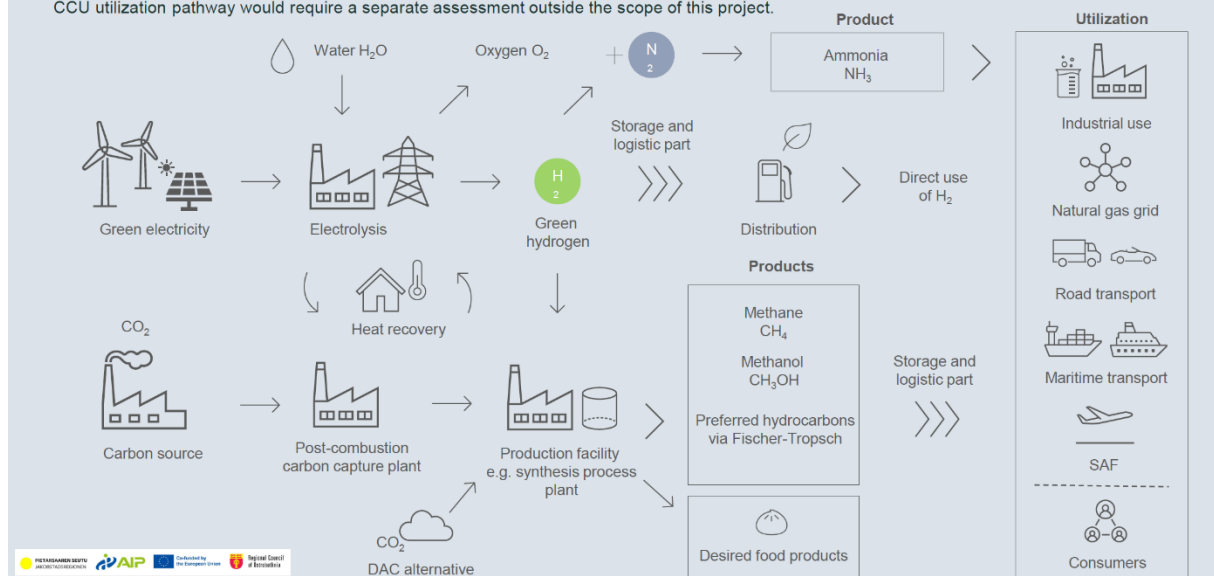 CCU utilization pathway would require a separate assessment outside the scope of this project.
Product
Utilization
Water H₂O
Oxygen O₂
+
N
2
Ammonia
NH₃
Storage and
logistic part
H
2
Industrial use
Green electricity
Electrolysis
Green
hydrogen
Distribution
Direct use
of H₂
Natural gas grid
Products
Heat recovery
Methane
CH₄
Methanol
CH₃OH
Preferred hydrocarbons
via Fischer-Tropsch
Storage and
logistic part
Road transport
Maritime transport
SAF
CO₂
Carbon source
Post-combustion
carbon capture plant
Production facility
e.g. synthesis process
plant
CO₂
DAC alternative
Desired food products
Consumers
PIETARSAAREN SEUTU
JAKOBSTADSREGIONEN
AIP
Co-funded by
the European Union
Regional Council
of Ostrobothnia